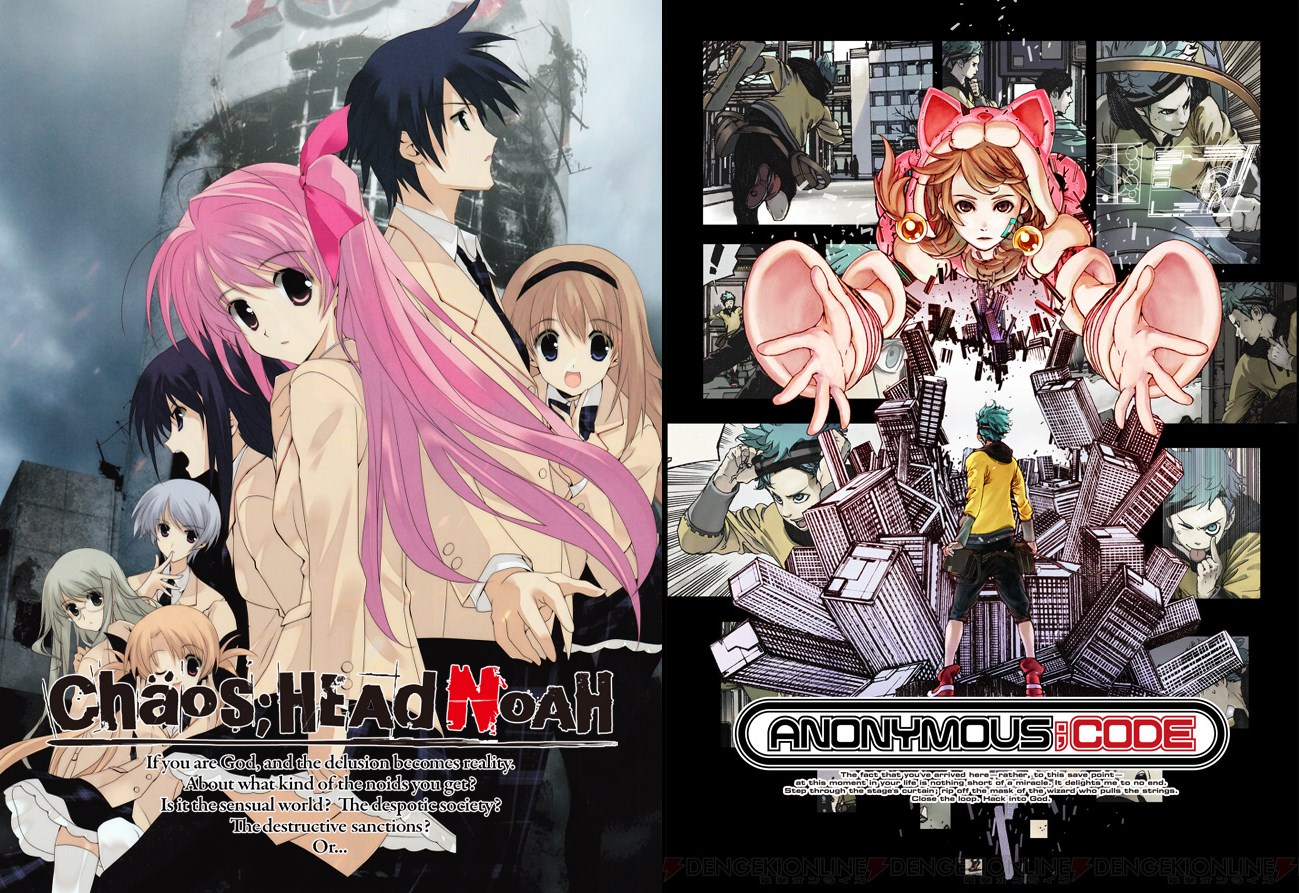 CHAOS;HEAD NOAH
If you are God, and the delusion becomes reality.
About what kind of the noids you get?
Is it the sensual world? The despotic society?
The destructive sanctions?
Or...
ANONYMOUS;CODE
The fact that you've arrived here—rather, to this save point—
at this moment in your life is nothing short of a miracle. It delights me to no end.
Step through the stage's curtain; rip off the mask of the wizard who pulls the strings.
Close the loop. Hack into God.
DENGEKIONLINE DENGEKIONLINE DENGEKIONLINE